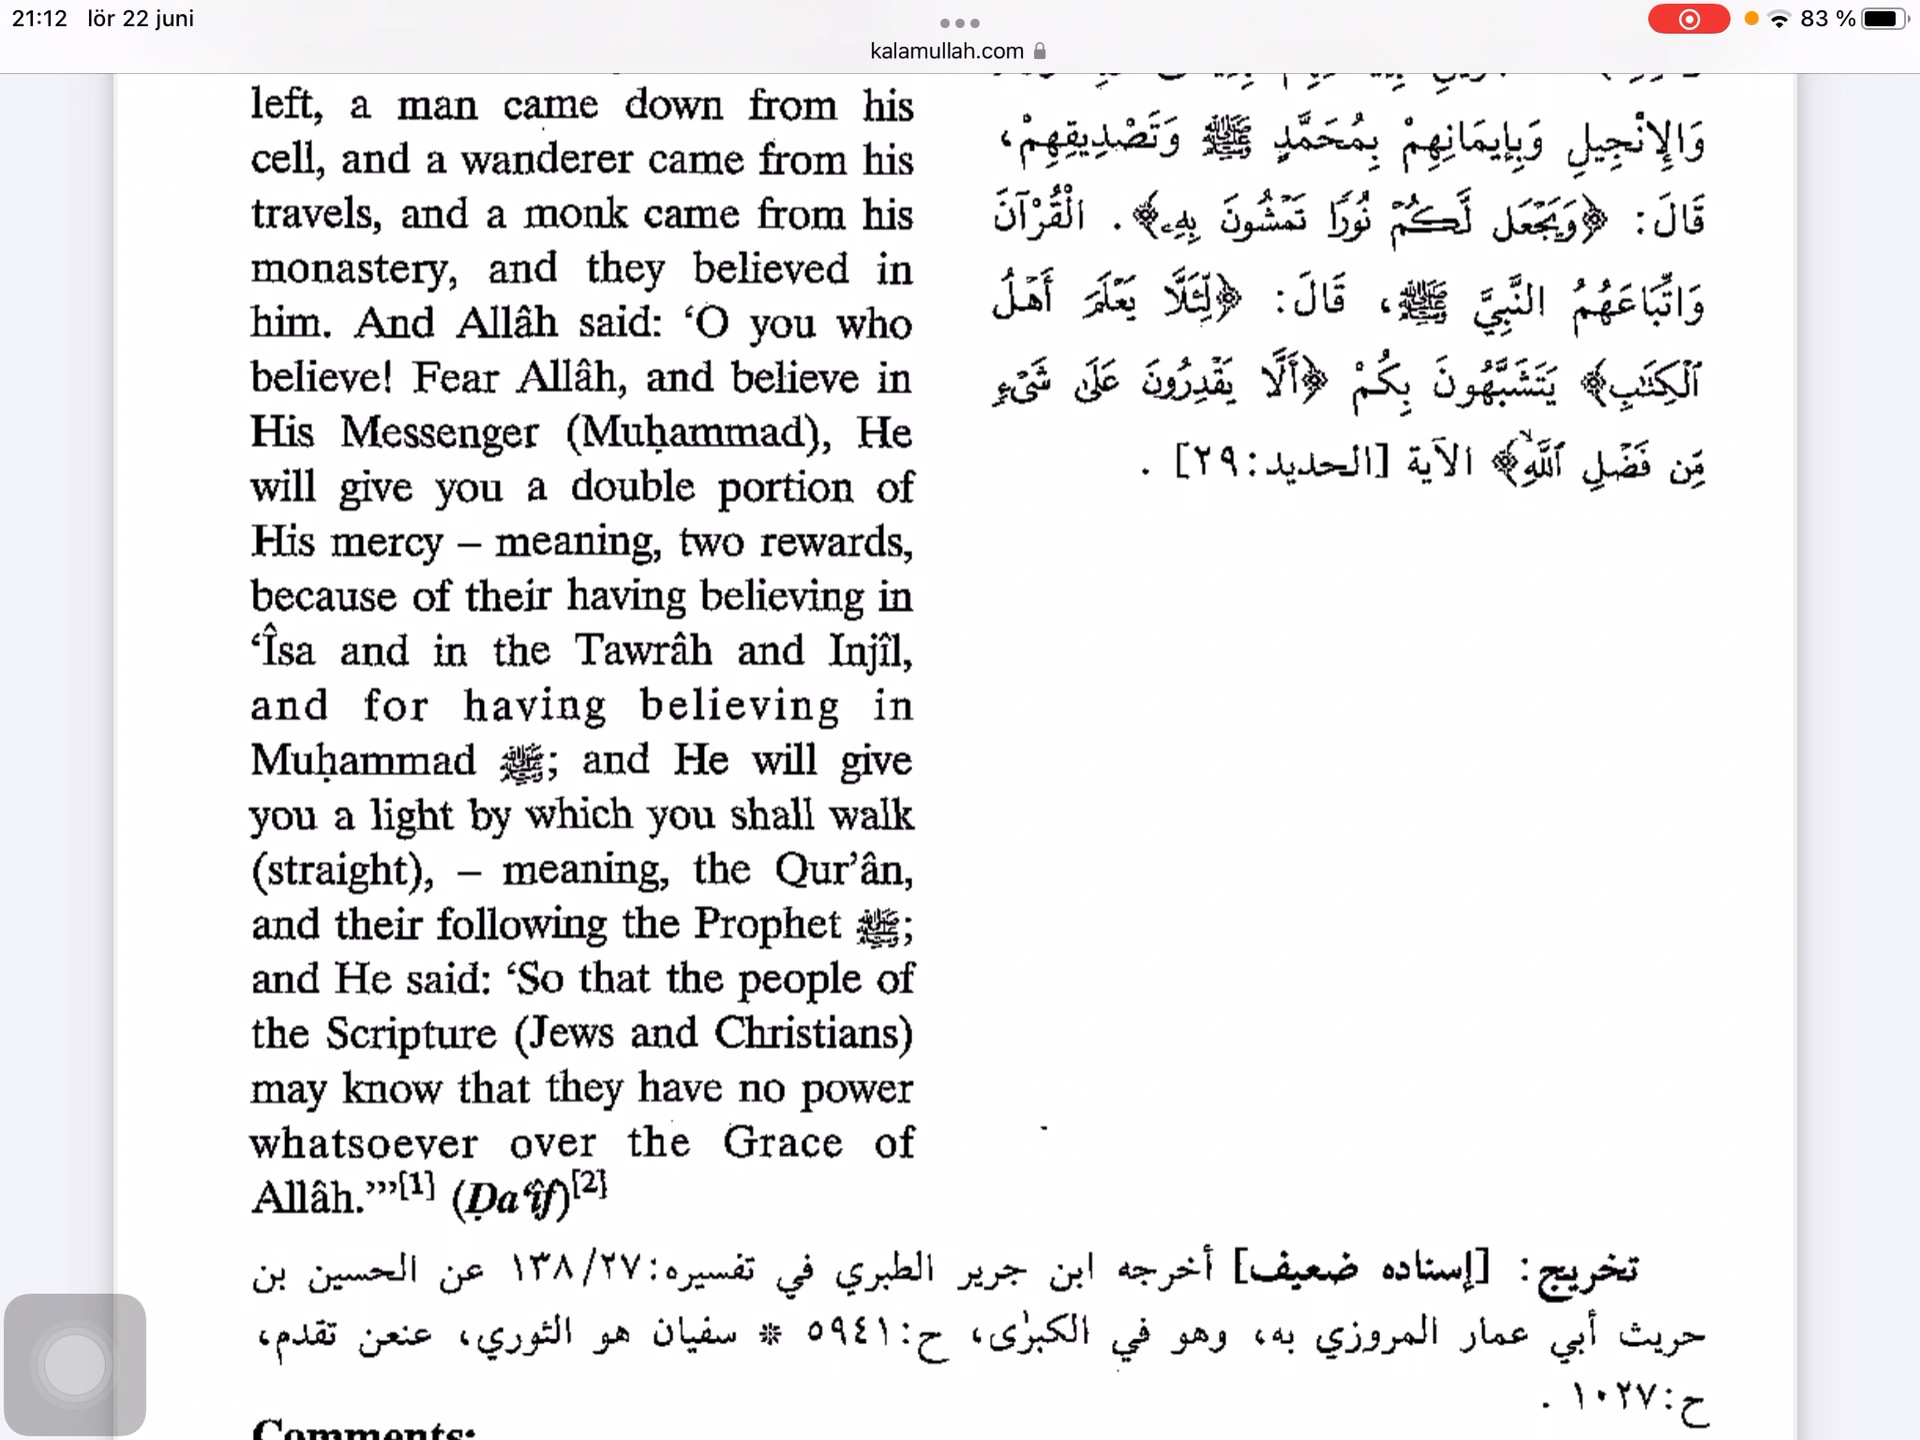 21:12 lör 22 juni
83 %
kalamullah.com
left, a man came down from his
cell, and a wanderer came from his
travels, and a monk came from his
monastery, and they believed in
him. And Allâh said: ‘O you who
believe! Fear Allâh, and believe in
His Messenger (Muḥammad), He
will give you a double portion of
His mercy – meaning, two rewards,
because of their having believing in
‘Îsa and in the Tawrâh and Injîl,
and for having believing in
Muḥammad ﷺ; and He will give
you a light by which you shall walk
(straight), – meaning, the Qur’ân,
and their following the Prophet ﷺ;
and He said: ‘So that the people of
the Scripture (Jews and Christians)
may know that they have no power
whatsoever over the Grace of
Allâh.’”[1] (Ḍa‘îf)[2]
وَالإِنْجِيلِ وَبِإِيمَانِهِمْ بِمُحَمَّدٍ ﷺ وَتَصْدِيقِهِمْ،
قَالَ: ﴿وَيَجْعَل لَّكُمْ نُورًا تَمْشُونَ بِهِۦ﴾. الْقُرْآنَ
وَاتِّبَاعَهُمُ النَّبِيَّ ﷺ، قَالَ: ﴿لِّئَلَّا يَعْلَمَ أَهْلُ
ٱلْكِتَـٰبِ﴾ يَتَشَبَّهُونَ بِكُمْ ﴿أَلَّا يَقْدِرُونَ عَلَىٰ شَىْءٍ
مِّن فَضْلِ ٱللَّهِ﴾ الآية [الحديد:٢٩].
تخريج: [إسناده ضعيف] أخرجه ابن جرير الطبري في تفسيره:٢٧/ ١٣٨ عن الحسين بن
حريث أبي عمار المروزي به، وهو في الكبرٰى، ح:٥٩٤١ * سفيان هو الثوري، عنعن تقدم،
ح:١٠٢٧.
Comments: